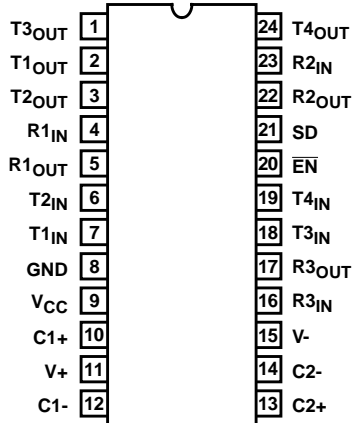 T3OUT 1 24 T4OUT
T1OUT 2 23 R2IN
T2OUT 3 22 R2OUT
R1IN 4 21 SD
R1OUT 5 20 E̅N̅
T2IN 6 19 T4IN
T1IN 7 18 T3IN
GND 8 17 R3OUT
VCC 9 16 R3IN
C1+ 10 15 V-
V+ 11 14 C2-
C1- 12 13 C2+